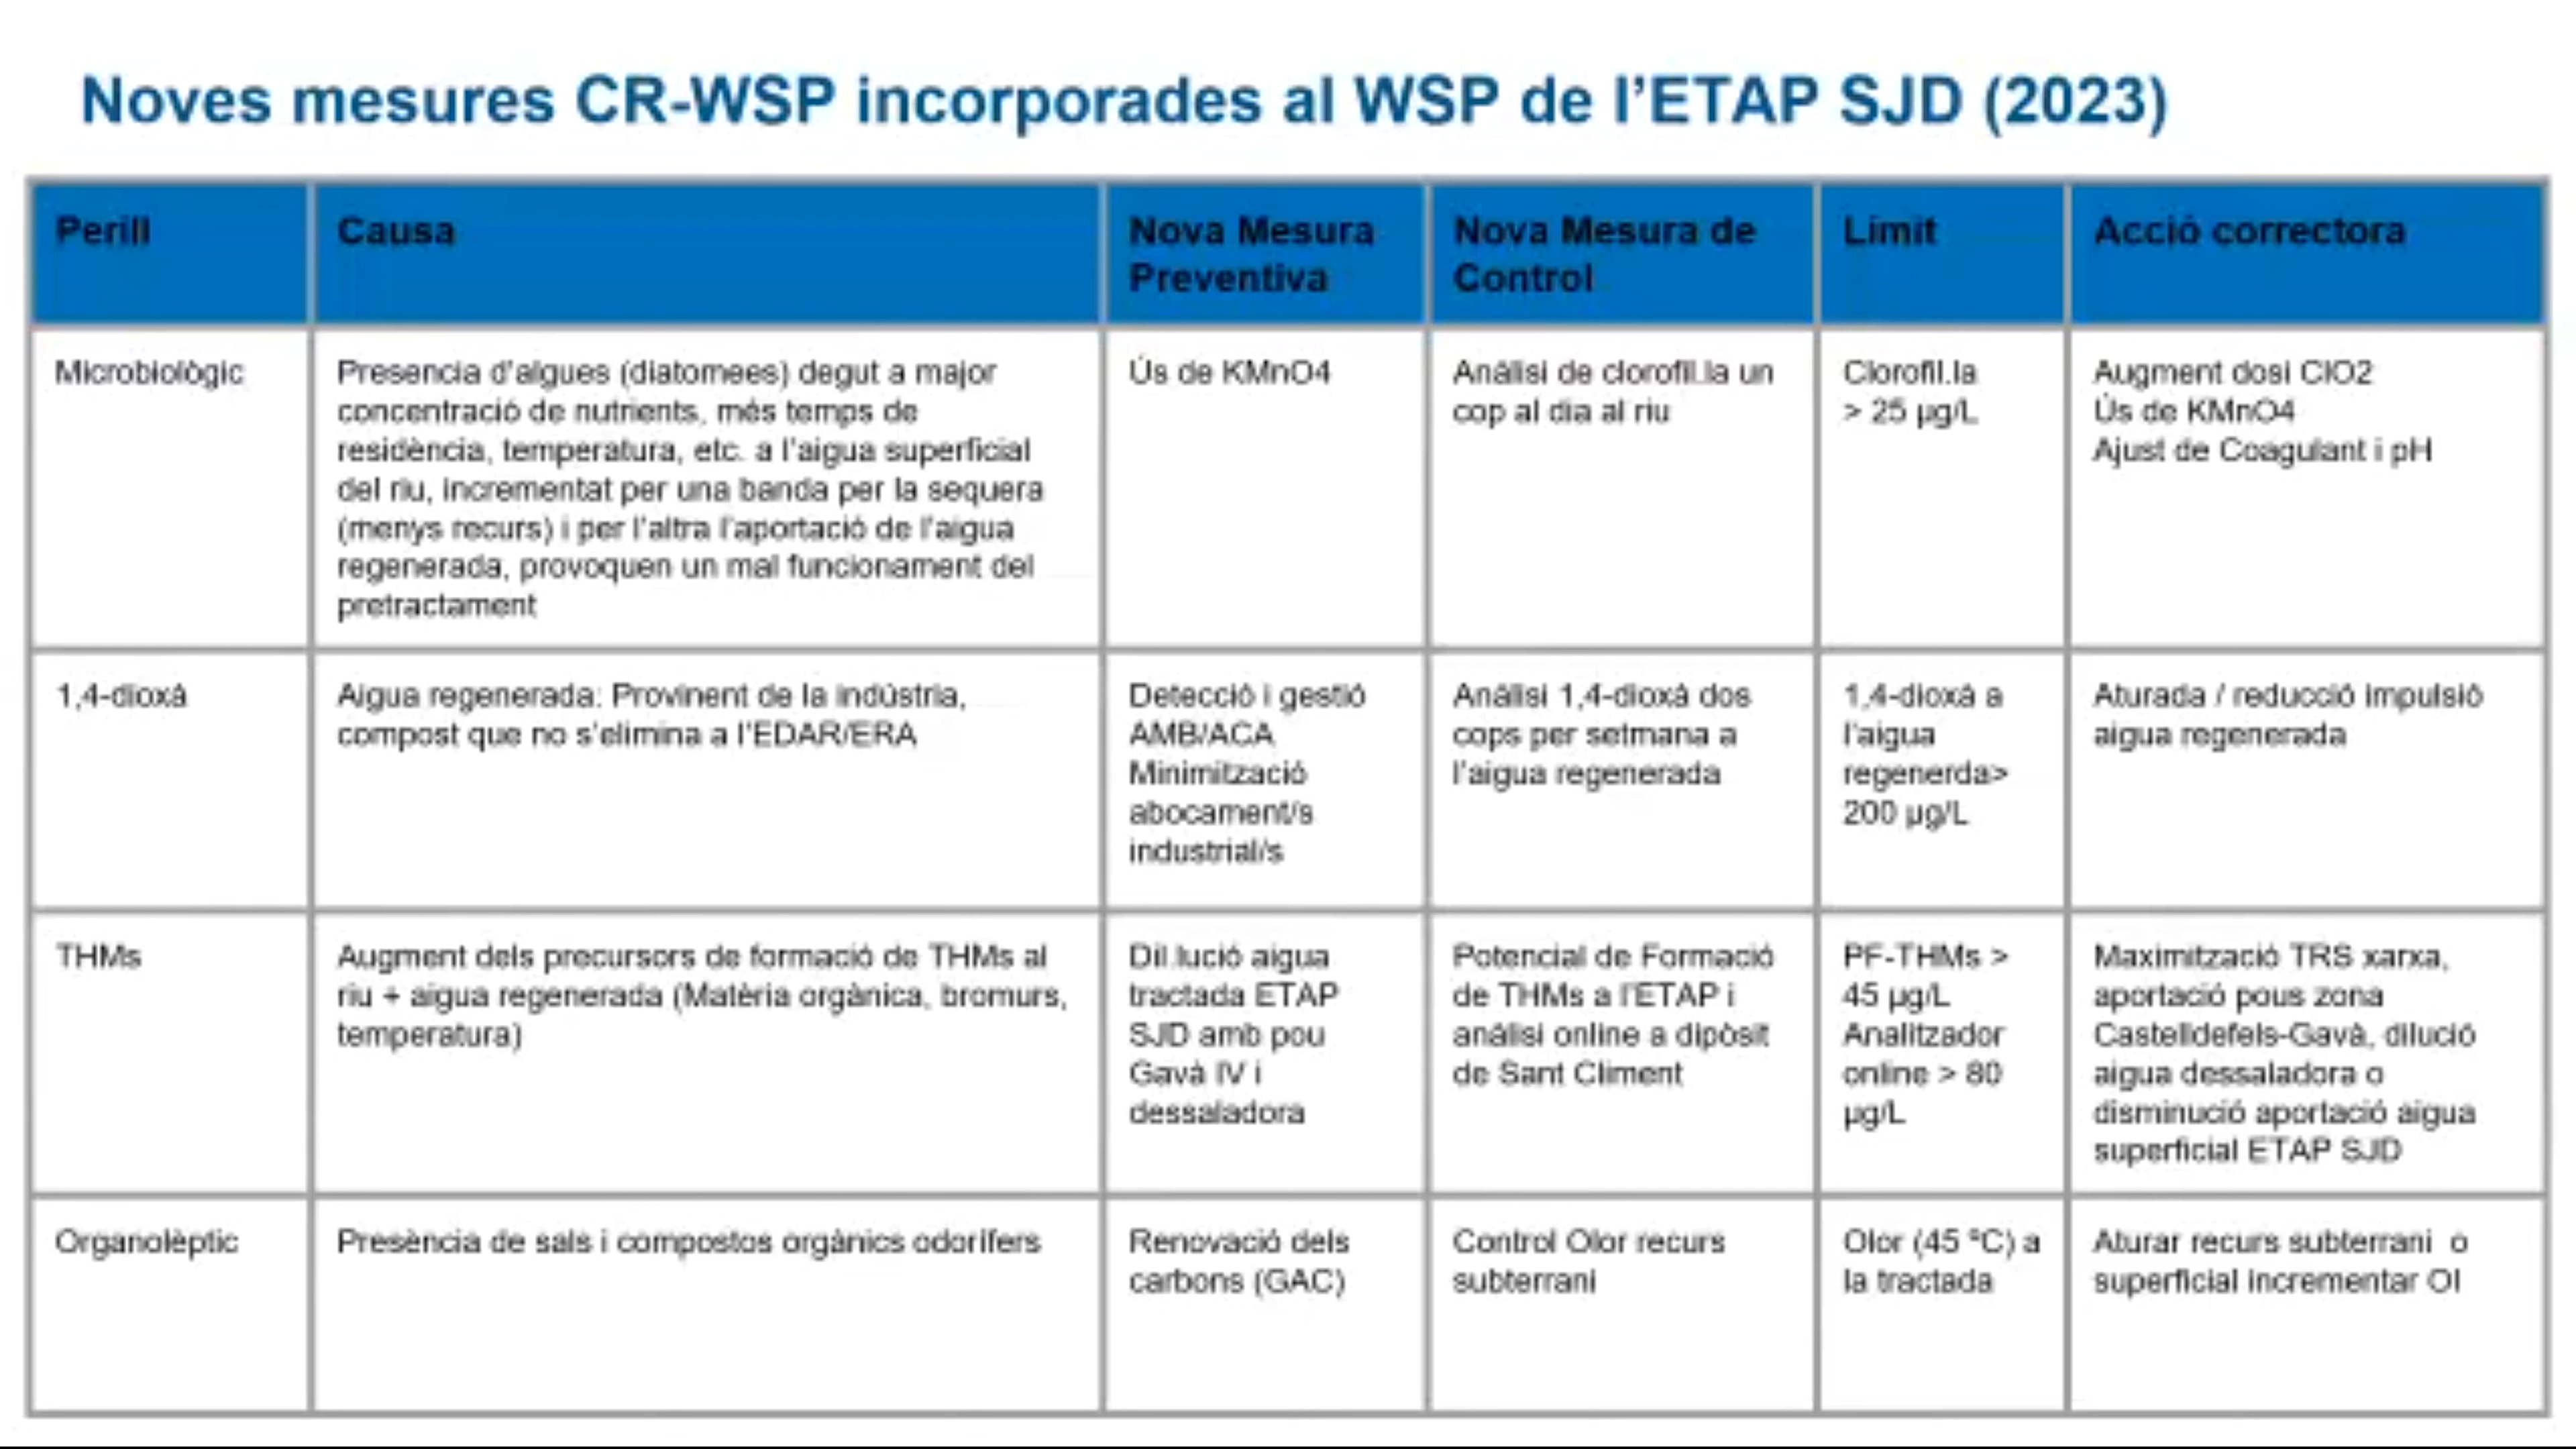 Noves mesures CR-WSP incorporades al WSP de l'ETAP SJD (2023)
Perill
Causa
Nova Mesura
Preventiva
Nova Mesura de
Control
Límit
Acció correctora
Microbiològic
Presencia d'algues (diatomees) degut a major
concentració de nutrients, més temps de
residència, temperatura, etc. a l'aigua superficial
del riu, incrementat per una banda per la sequera
(menys recurs) i per l'altra l'aportació de l'aigua
regenerada, provoquen un mal funcionament del
pretractament
Ús de KMnO4
Anàlisi de clorofil.la un
cop al dia al riu
Clorofil.la
> 25 µg/L
Augment dosi ClO2
Ús de KMnO4
Ajust de Coagulant i pH
1,4-dioxà
Aigua regenerada: Provinent de la indústria,
compost que no s'elimina a l'EDAR/ERA
Detecció i gestió
AMB/ACA
Minimització
abocament/s
industrial/s
Anàlisi 1,4-dioxà dos
cops per setmana a
l'aigua regenerada
1,4-dioxà a
l'aigua
regenerda>
200 µg/L
Aturada / reducció impulsió
aigua regenerada
THMs
Augment dels precursors de formació de THMs al
riu + aigua regenerada (Matèria orgànica, bromurs,
temperatura)
Dil.lució aigua
tractada ETAP
SJD amb pou
Gavà IV i
dessaladora
Potencial de Formació
de THMs a l'ETAP i
anàlisi online a dipòsit
de Sant Climent
PF-THMs >
45 µg/L
Analitzador
online > 80
µg/L
Maximització TRS xarxa,
aportació pous zona
Castelldefels-Gavà, dilució
aigua dessaladora o
disminució aportació aigua
superficial ETAP SJD
Organolèptic
Presència de sals i compostos orgànics odorífers
Renovació dels
carbons (GAC)
Control Olor recurs
subterrani
Olor (45 ºC) a
la tractada
Aturar recurs subterrani o
superficial incrementar OI